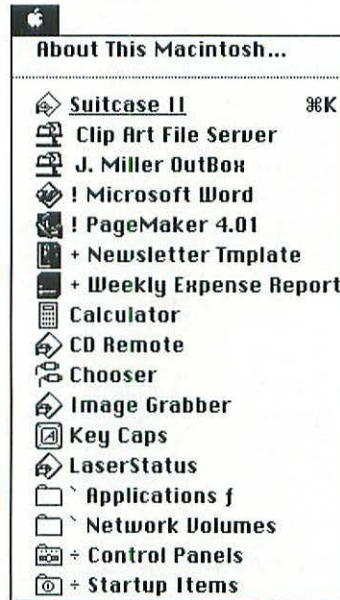 About This Macintosh...
Suitcase II ⌘K
Clip Art File Server
J. Miller OutBox
! Microsoft Word
! PageMaker 4.01
+ Newsletter Tmplate
+ Weekly Expense Report
Calculator
CD Remote
Chooser
Image Grabber
Key Caps
LaserStatus
` Applications ƒ
` Network Volumes
÷ Control Panels
÷ Startup Items